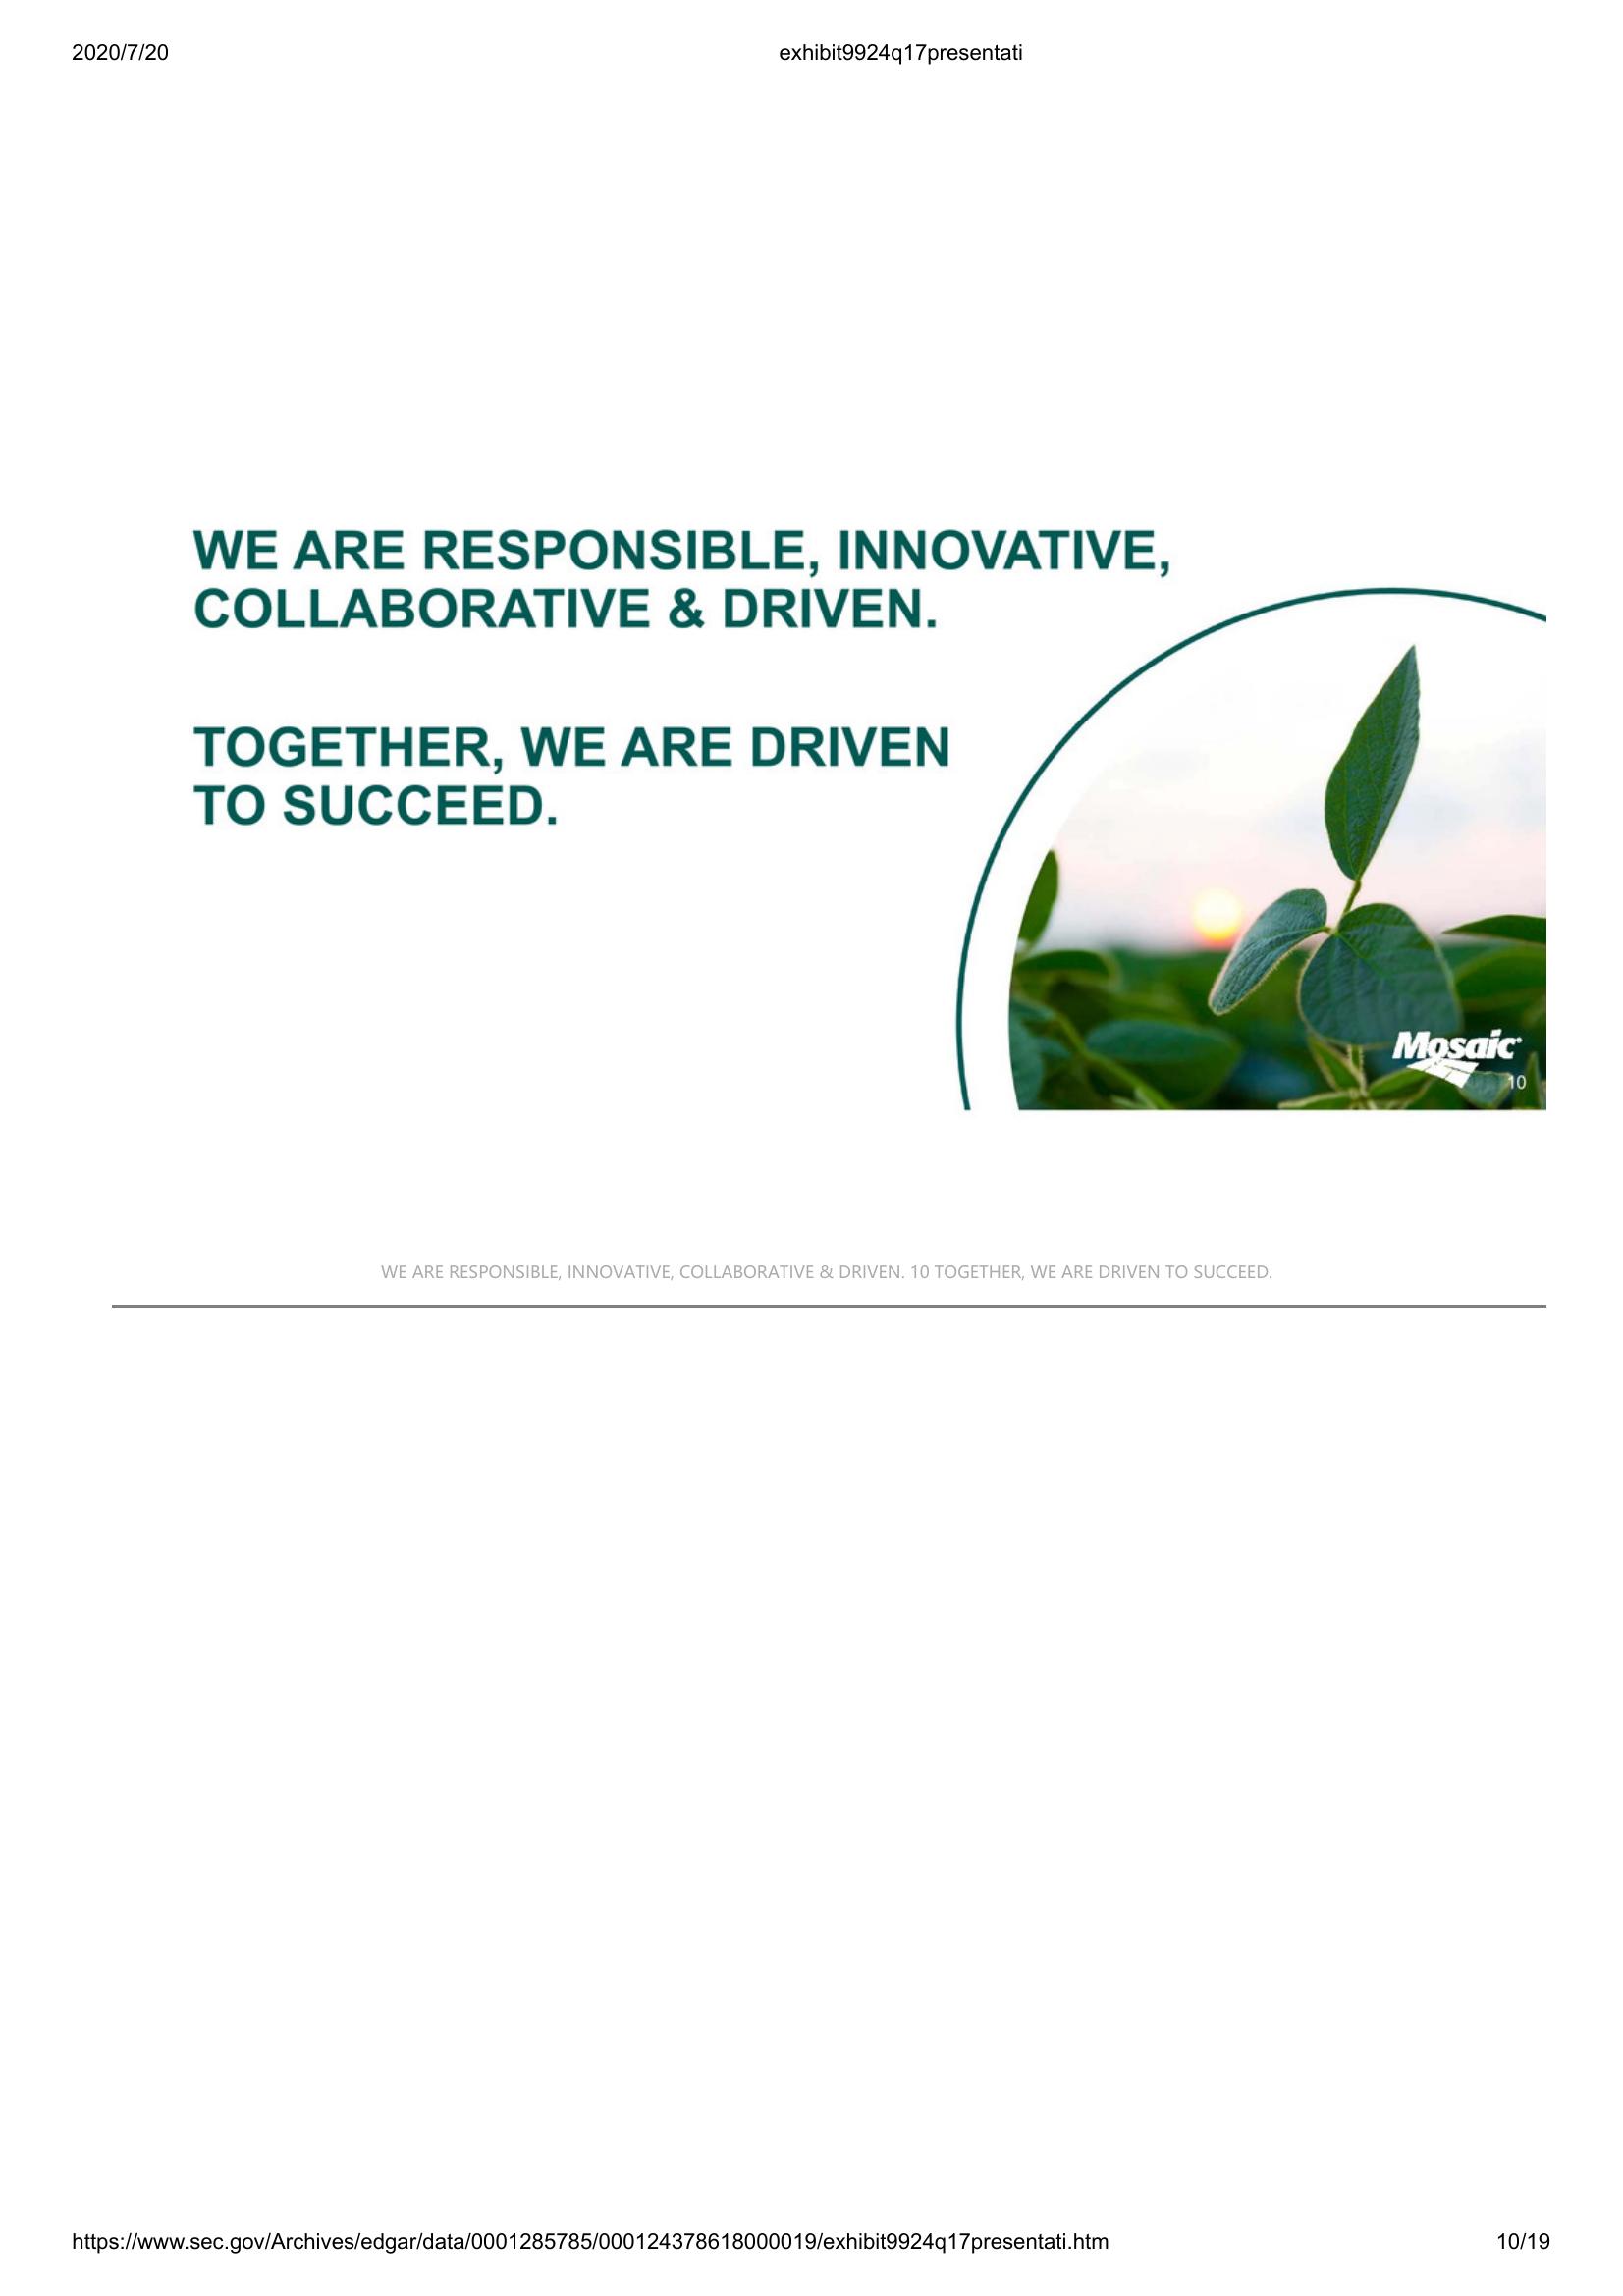 2020/7/20
exhibit9924q17presentati
WE ARE RESPONSIBLE, INNOVATIVE,
COLLABORATIVE & DRIVEN.
TOGETHER, WE ARE DRIVEN
TO SUCCEED.
Mosaic®
10
WE ARE RESPONSIBLE, INNOVATIVE, COLLABORATIVE & DRIVEN. 10 TOGETHER, WE ARE DRIVEN TO SUCCEED.
https://www.sec.gov/Archives/edgar/data/0001285785/000124378618000019/exhibit9924q17presentati.htm
10/19